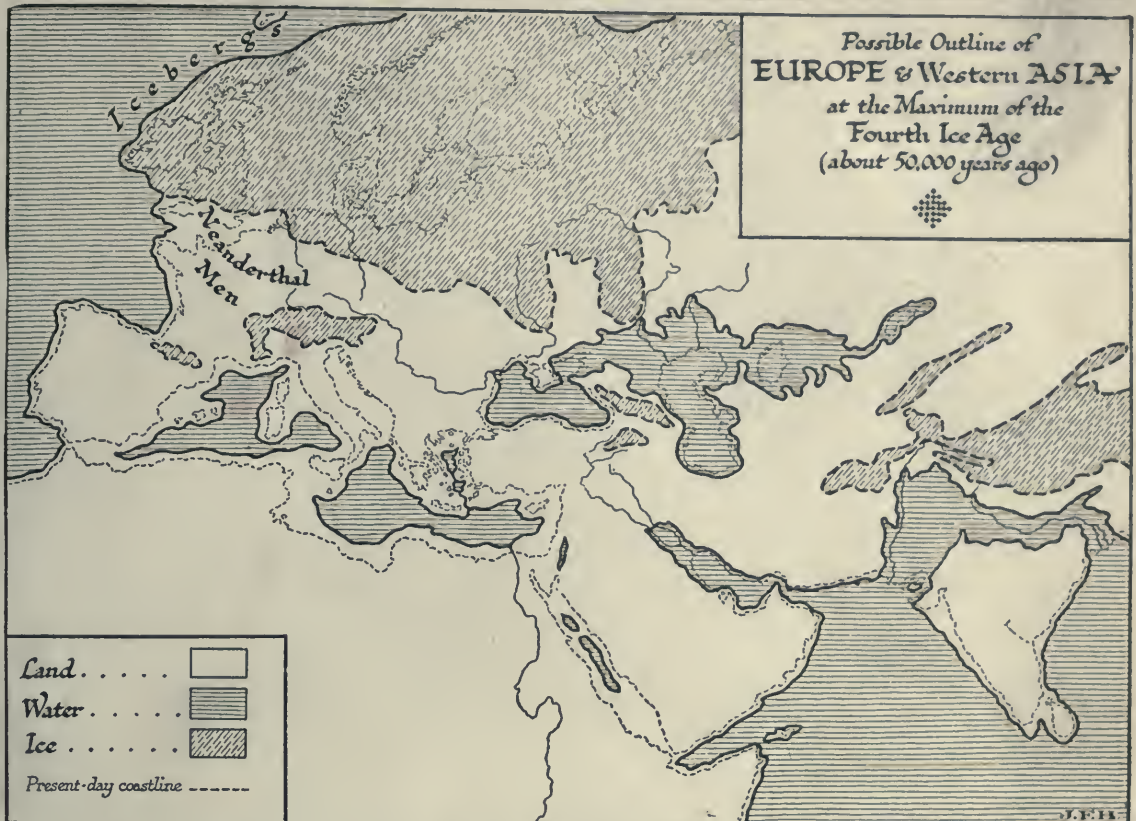 Possible Outline of
EUROPE & Western ASIA
at the Maximum of the
Fourth Ice Age
(about 50,000 years ago)
Icebergs
Neanderthal
Men
Land . . . . .
Water . . . . .
Ice . . . . . .
Present-day coastline ------
J.F.H.